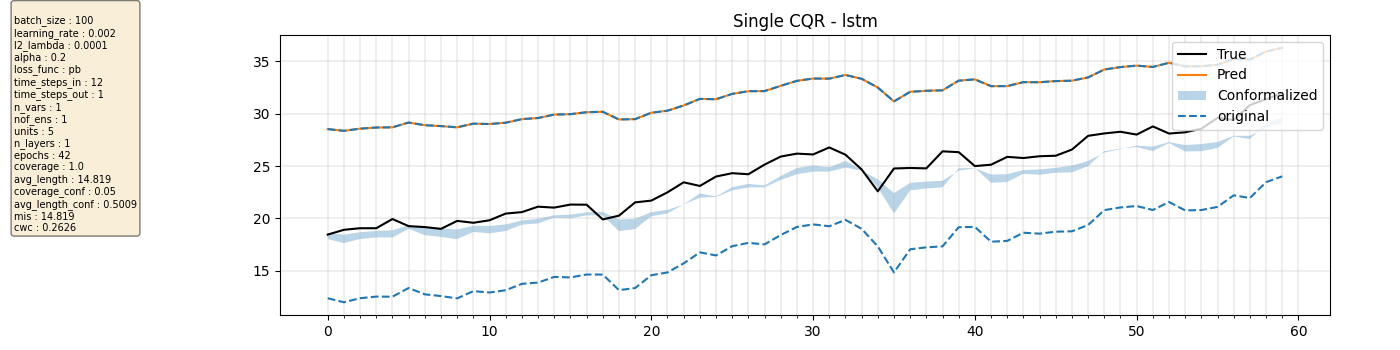 batch_size : 100
learning_rate : 0.002
l2_lambda : 0.0001
alpha : 0.2
loss_func : pb
time_steps_in : 12
time_steps_out : 1
n_vars : 1
nof_ens : 1
units : 5
n_layers : 1
epochs : 42
coverage : 1.0
avg_length : 14.819
coverage_conf : 0.05
avg_length_conf : 0.5009
mis : 14.819
cwc : 0.2626
Single CQR - lstm
True
Pred
Conformalized
original
35
30
25
20
15
0 10 20 30 40 50 60